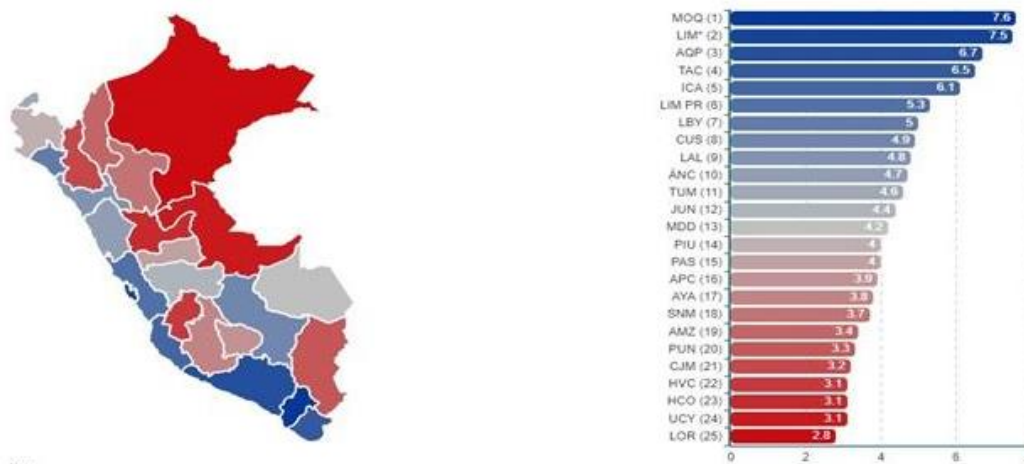 MOQ (1) 7.6
LIM* (2) 7.5
AQP (3) 6.7
TAC (4) 6.5
ICA (5) 6.1
LIM PR (6) 5.3
LBY (7) 5
CUS (8) 4.9
LAL (9) 4.8
ÁNC (10) 4.7
TUM (11) 4.6
JUN (12) 4.4
MDD (13) 4.2
PIU (14) 4
PAS (15) 4
APC (16) 3.9
AYA (17) 3.8
SNM (18) 3.7
AMZ (19) 3.4
PUN (20) 3.3
CJM (21) 3.2
HVC (22) 3.1
HCO (23) 3.1
UCY (24) 3.1
LOR (25) 2.8
0 2 4 6